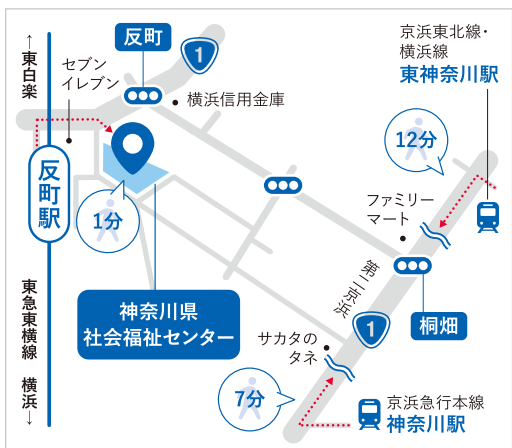 ↑東白楽
セブン
イレブン
反町
1
横浜信用金庫
京浜東北線・
横浜線
東神奈川駅
12分
反町駅
1分
ファミリー
マート
神奈川県
社会福祉センター
第二京浜
桐畑
1
サカタの
タネ
7分
東急東横線
横浜↓
京浜急行本線
神奈川駅